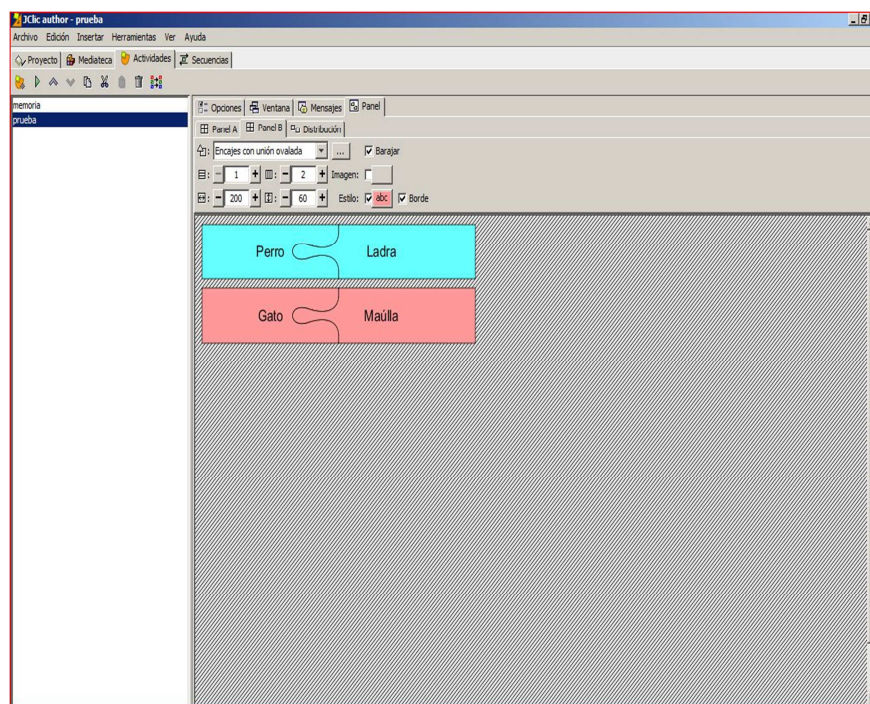 JClic author - prueba
Archivo Edición Insertar Herramientas Ver Ayuda
Proyecto Mediateca Actividades Secuencias
memoria
prueba
Opciones Ventana Mensajes Panel
Panel A Panel B Distribución
Encajes con unión ovalada ... Barajar
1 2 Imagen:
200 60 Estilo: abc Borde
Perro Ladra
Gato Maúlla